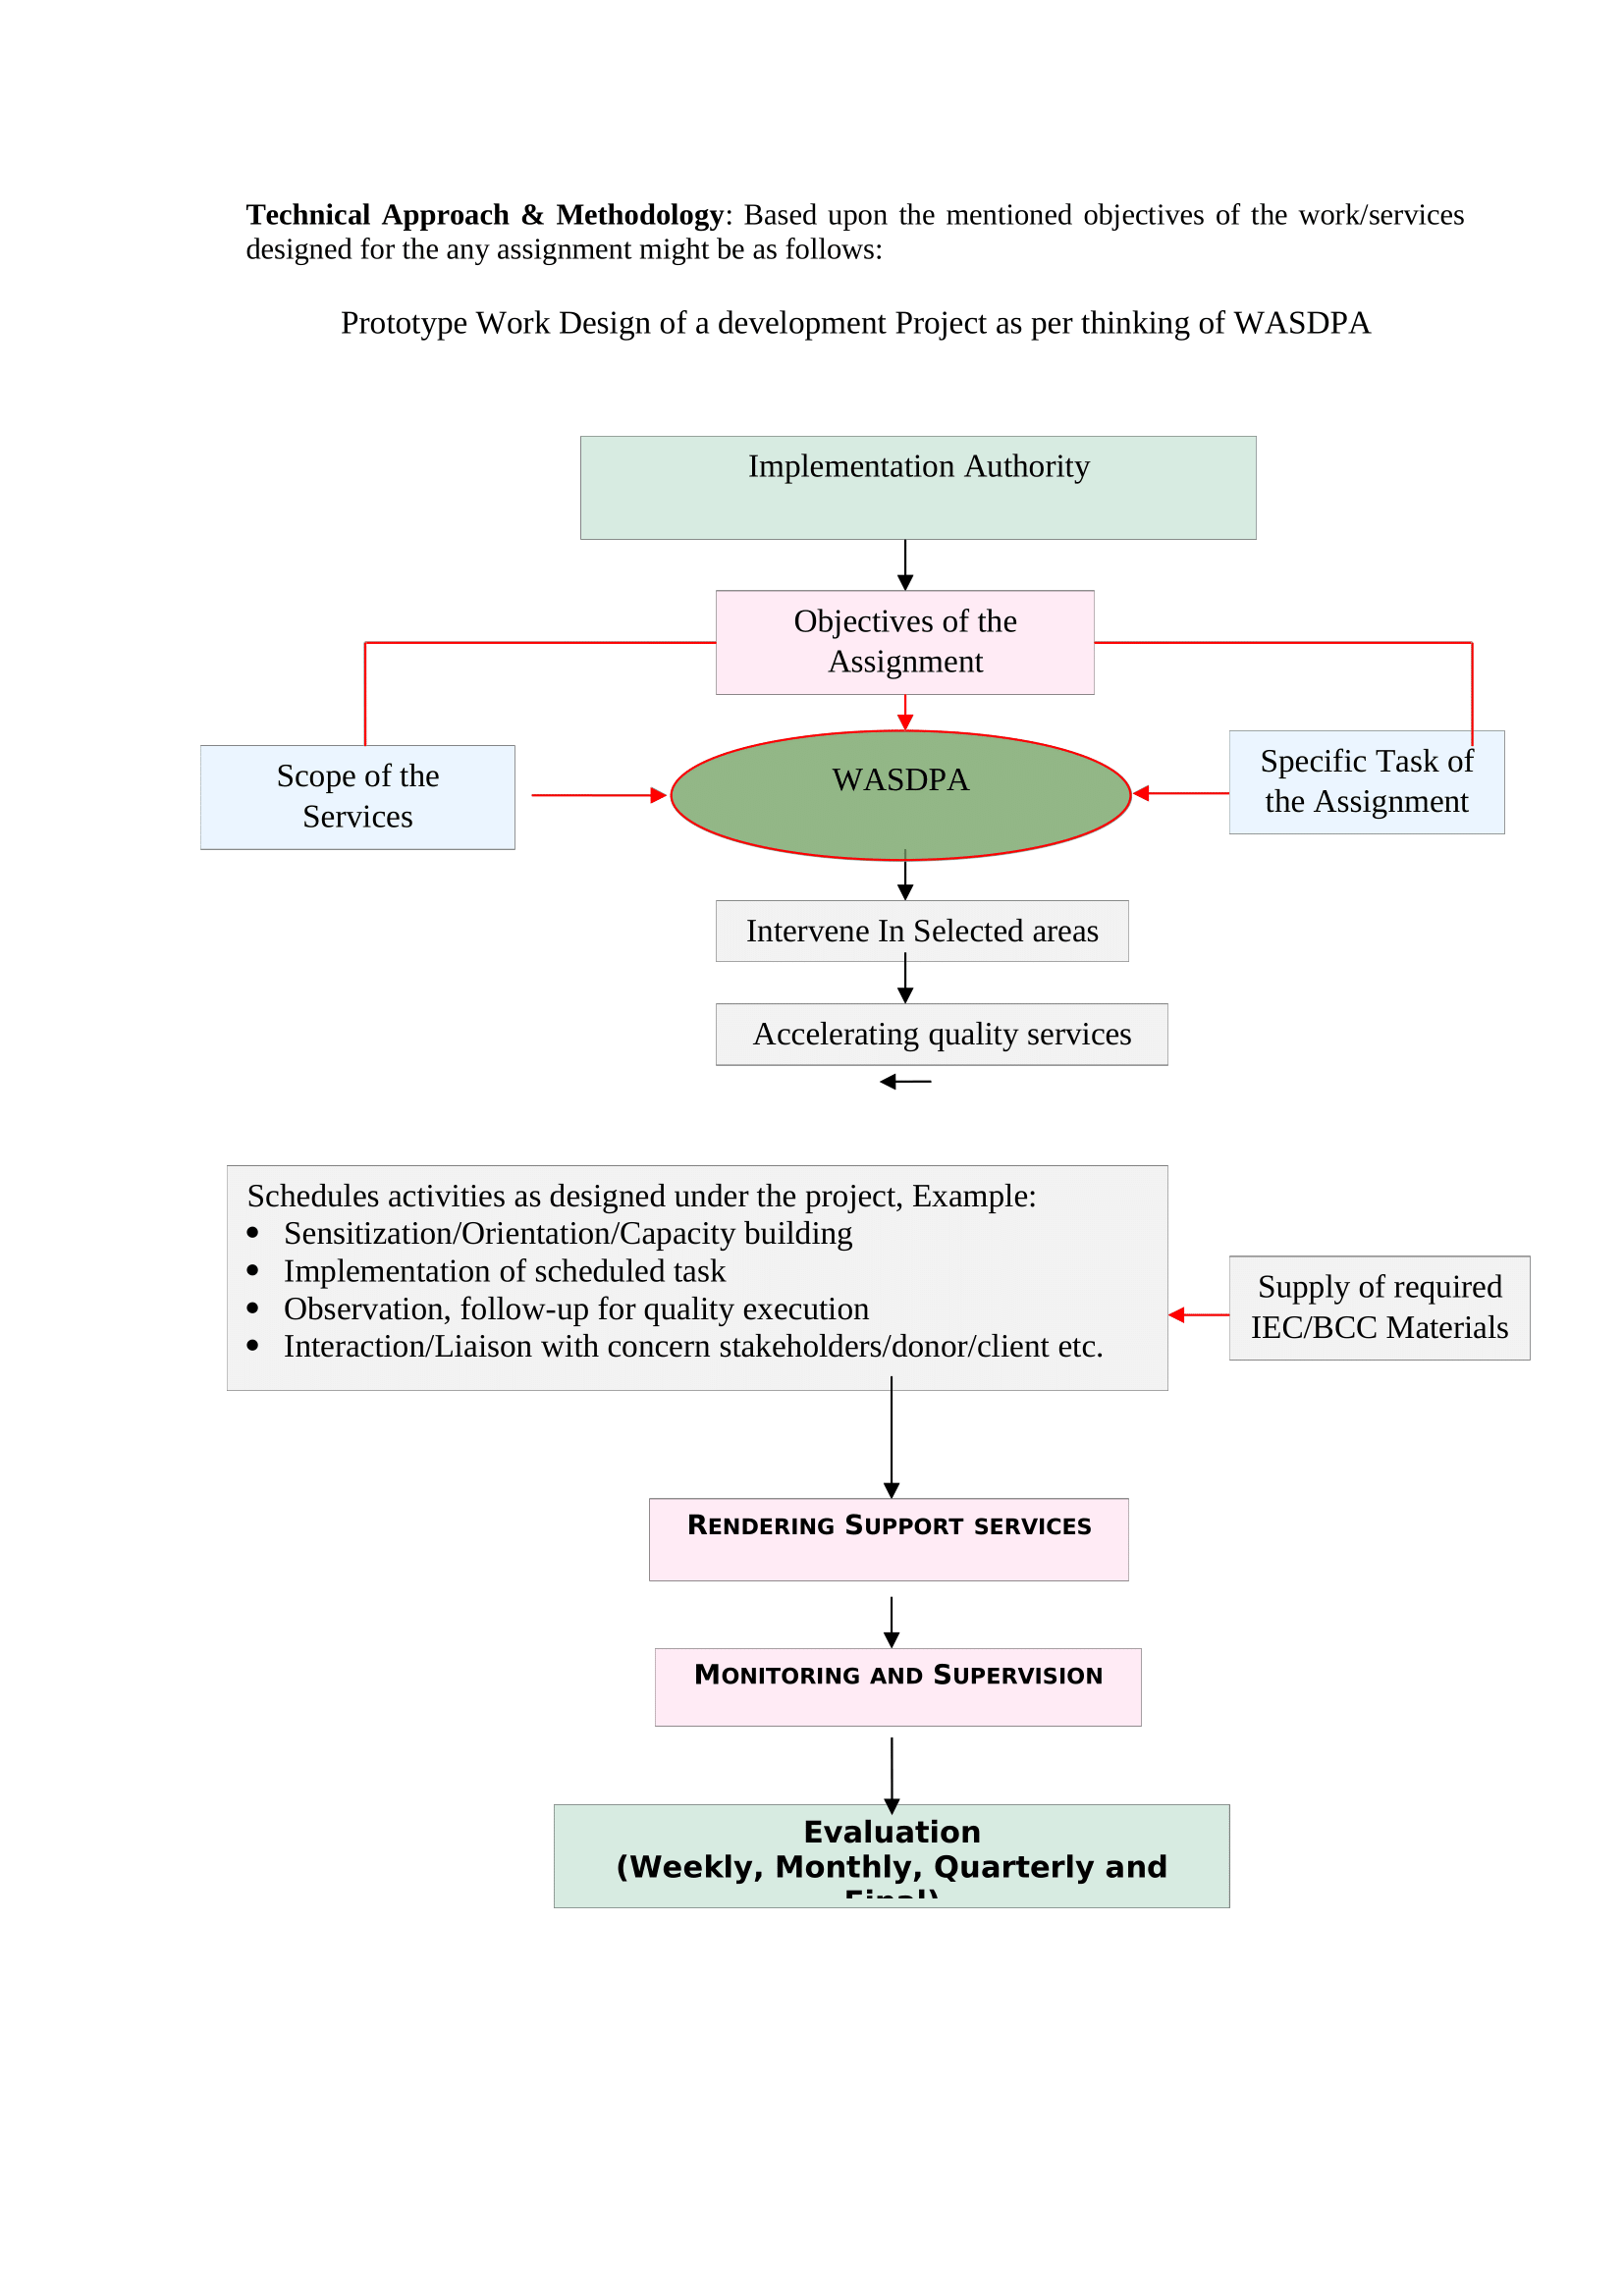 Technical Approach & Methodology: Based upon the mentioned objectives of the work/services
designed for the any assignment might be as follows:
Prototype Work Design of a development Project as per thinking of WASDPA
Implementation Authority
Objectives of the
Assignment
Scope of the
Services
WASDPA
Specific Task of
the Assignment
Intervene In Selected areas
Accelerating quality services
Schedules activities as designed under the project, Example:
• Sensitization/Orientation/Capacity building
• Implementation of scheduled task
• Observation, follow-up for quality execution
• Interaction/Liaison with concern stakeholders/donor/client etc.
Supply of required
IEC/BCC Materials
RENDERING SUPPORT SERVICES
MONITORING AND SUPERVISION
Evaluation
(Weekly, Monthly, Quarterly and
Final)